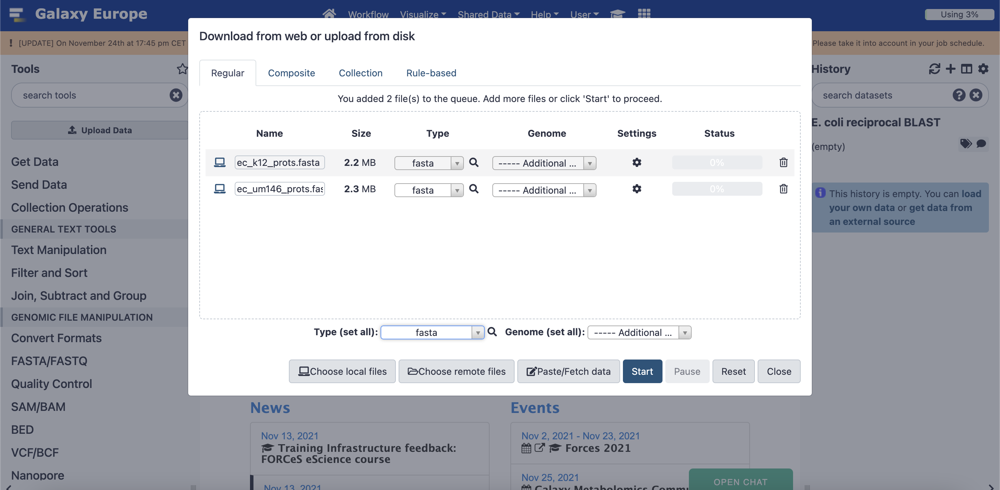 Galaxy Europe
Workflow Visualize Shared Data Help User
Using 3%
[UPDATE] On November 24th at 17:45 pm CET
Please take it into account in your job schedule.
Tools
search tools
Upload Data
Get Data
Send Data
Collection Operations
GENERAL TEXT TOOLS
Text Manipulation
Filter and Sort
Join, Subtract and Group
GENOMIC FILE MANIPULATION
Convert Formats
FASTA/FASTQ
Quality Control
SAM/BAM
BED
VCF/BCF
Nanopore
Download from web or upload from disk
Regular Composite Collection Rule-based
You added 2 file(s) to the queue. Add more files or click 'Start' to proceed.
Name Size Type Genome Settings Status
ec_k12_prots.fasta 2.2 MB fasta ----- Additional ... 0%
ec_um146_prots.fas 2.3 MB fasta ----- Additional ... 0%
Type (set all): fasta Genome (set all): ----- Additional ...
Choose local files Choose remote files Paste/Fetch data Start Pause Reset Close
News
Nov 13, 2021
Training Infrastructure feedback:
FORCeS eScience course
Nov 13, 2021
Events
Nov 2, 2021 - Nov 23, 2021
Forces 2021
Nov 25, 2021
Galaxy Metabolomics
OPEN CHAT
History
search datasets
E. coli reciprocal BLAST
(empty)
This history is empty. You can load
your own data or get data from
an external source